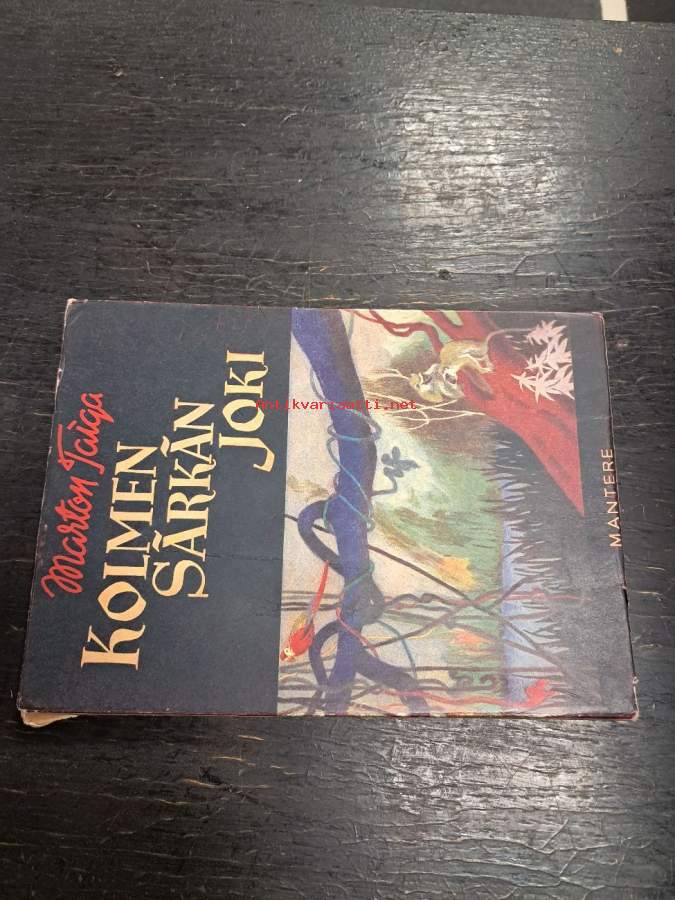 Marton Taiga
KOLMEN
SÄRKÄN
JOKI
Antikvariaatti.net
MANTERE